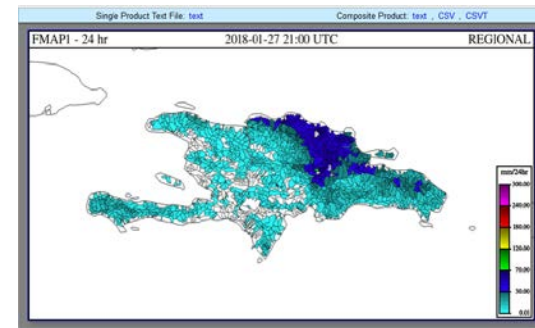 Single Product Text File: text Composite Product: text , CSV , CSVT
FMAP1 - 24 hr 2018-01-27 21:00 UTC REGIONAL
mm/24hr
300.00
240.00
180.00
120.00
70.00
30.00
0.01